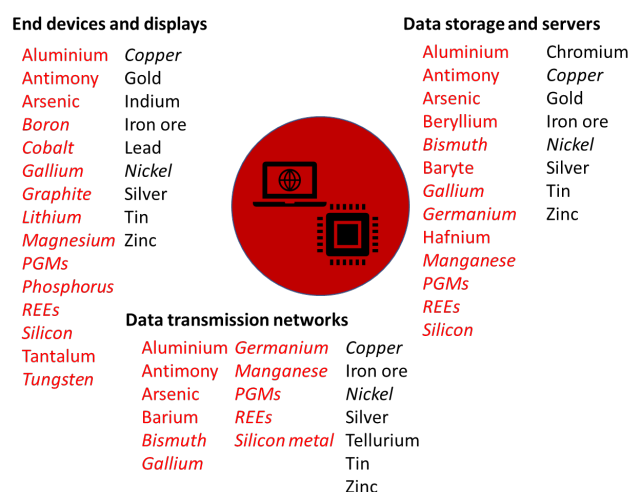 End devices and displays
Aluminium Copper
Antimony Gold
Arsenic Indium
Boron Iron ore
Cobalt Lead
Gallium Nickel
Graphite Silver
Lithium Tin
Magnesium Zinc
PGMs
Phosphorus
REEs
Silicon
Tantalum
Tungsten
Data storage and servers
Aluminium Chromium
Antimony Copper
Arsenic Gold
Beryllium Iron ore
Bismuth Nickel
Baryte Silver
Gallium Tin
Germanium Zinc
Hafnium
Manganese
PGMs
REEs
Silicon
Data transmission networks
Aluminium Germanium Copper
Antimony Manganese Iron ore
Arsenic PGMs Nickel
Barium REEs Silver
Bismuth Silicon metal Tellurium
Gallium Tin
Zinc